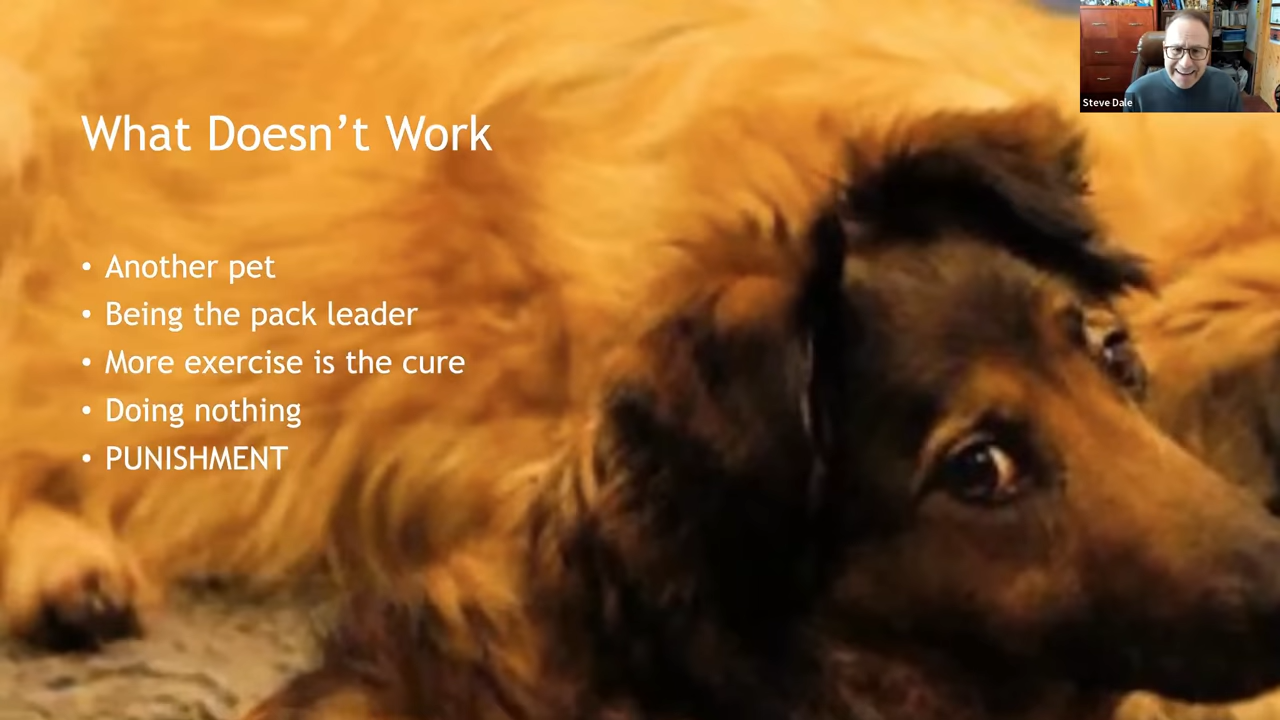 What Doesn’t Work
• Another pet
• Being the pack leader
• More exercise is the cure
• Doing nothing
• PUNISHMENT
Steve Dale